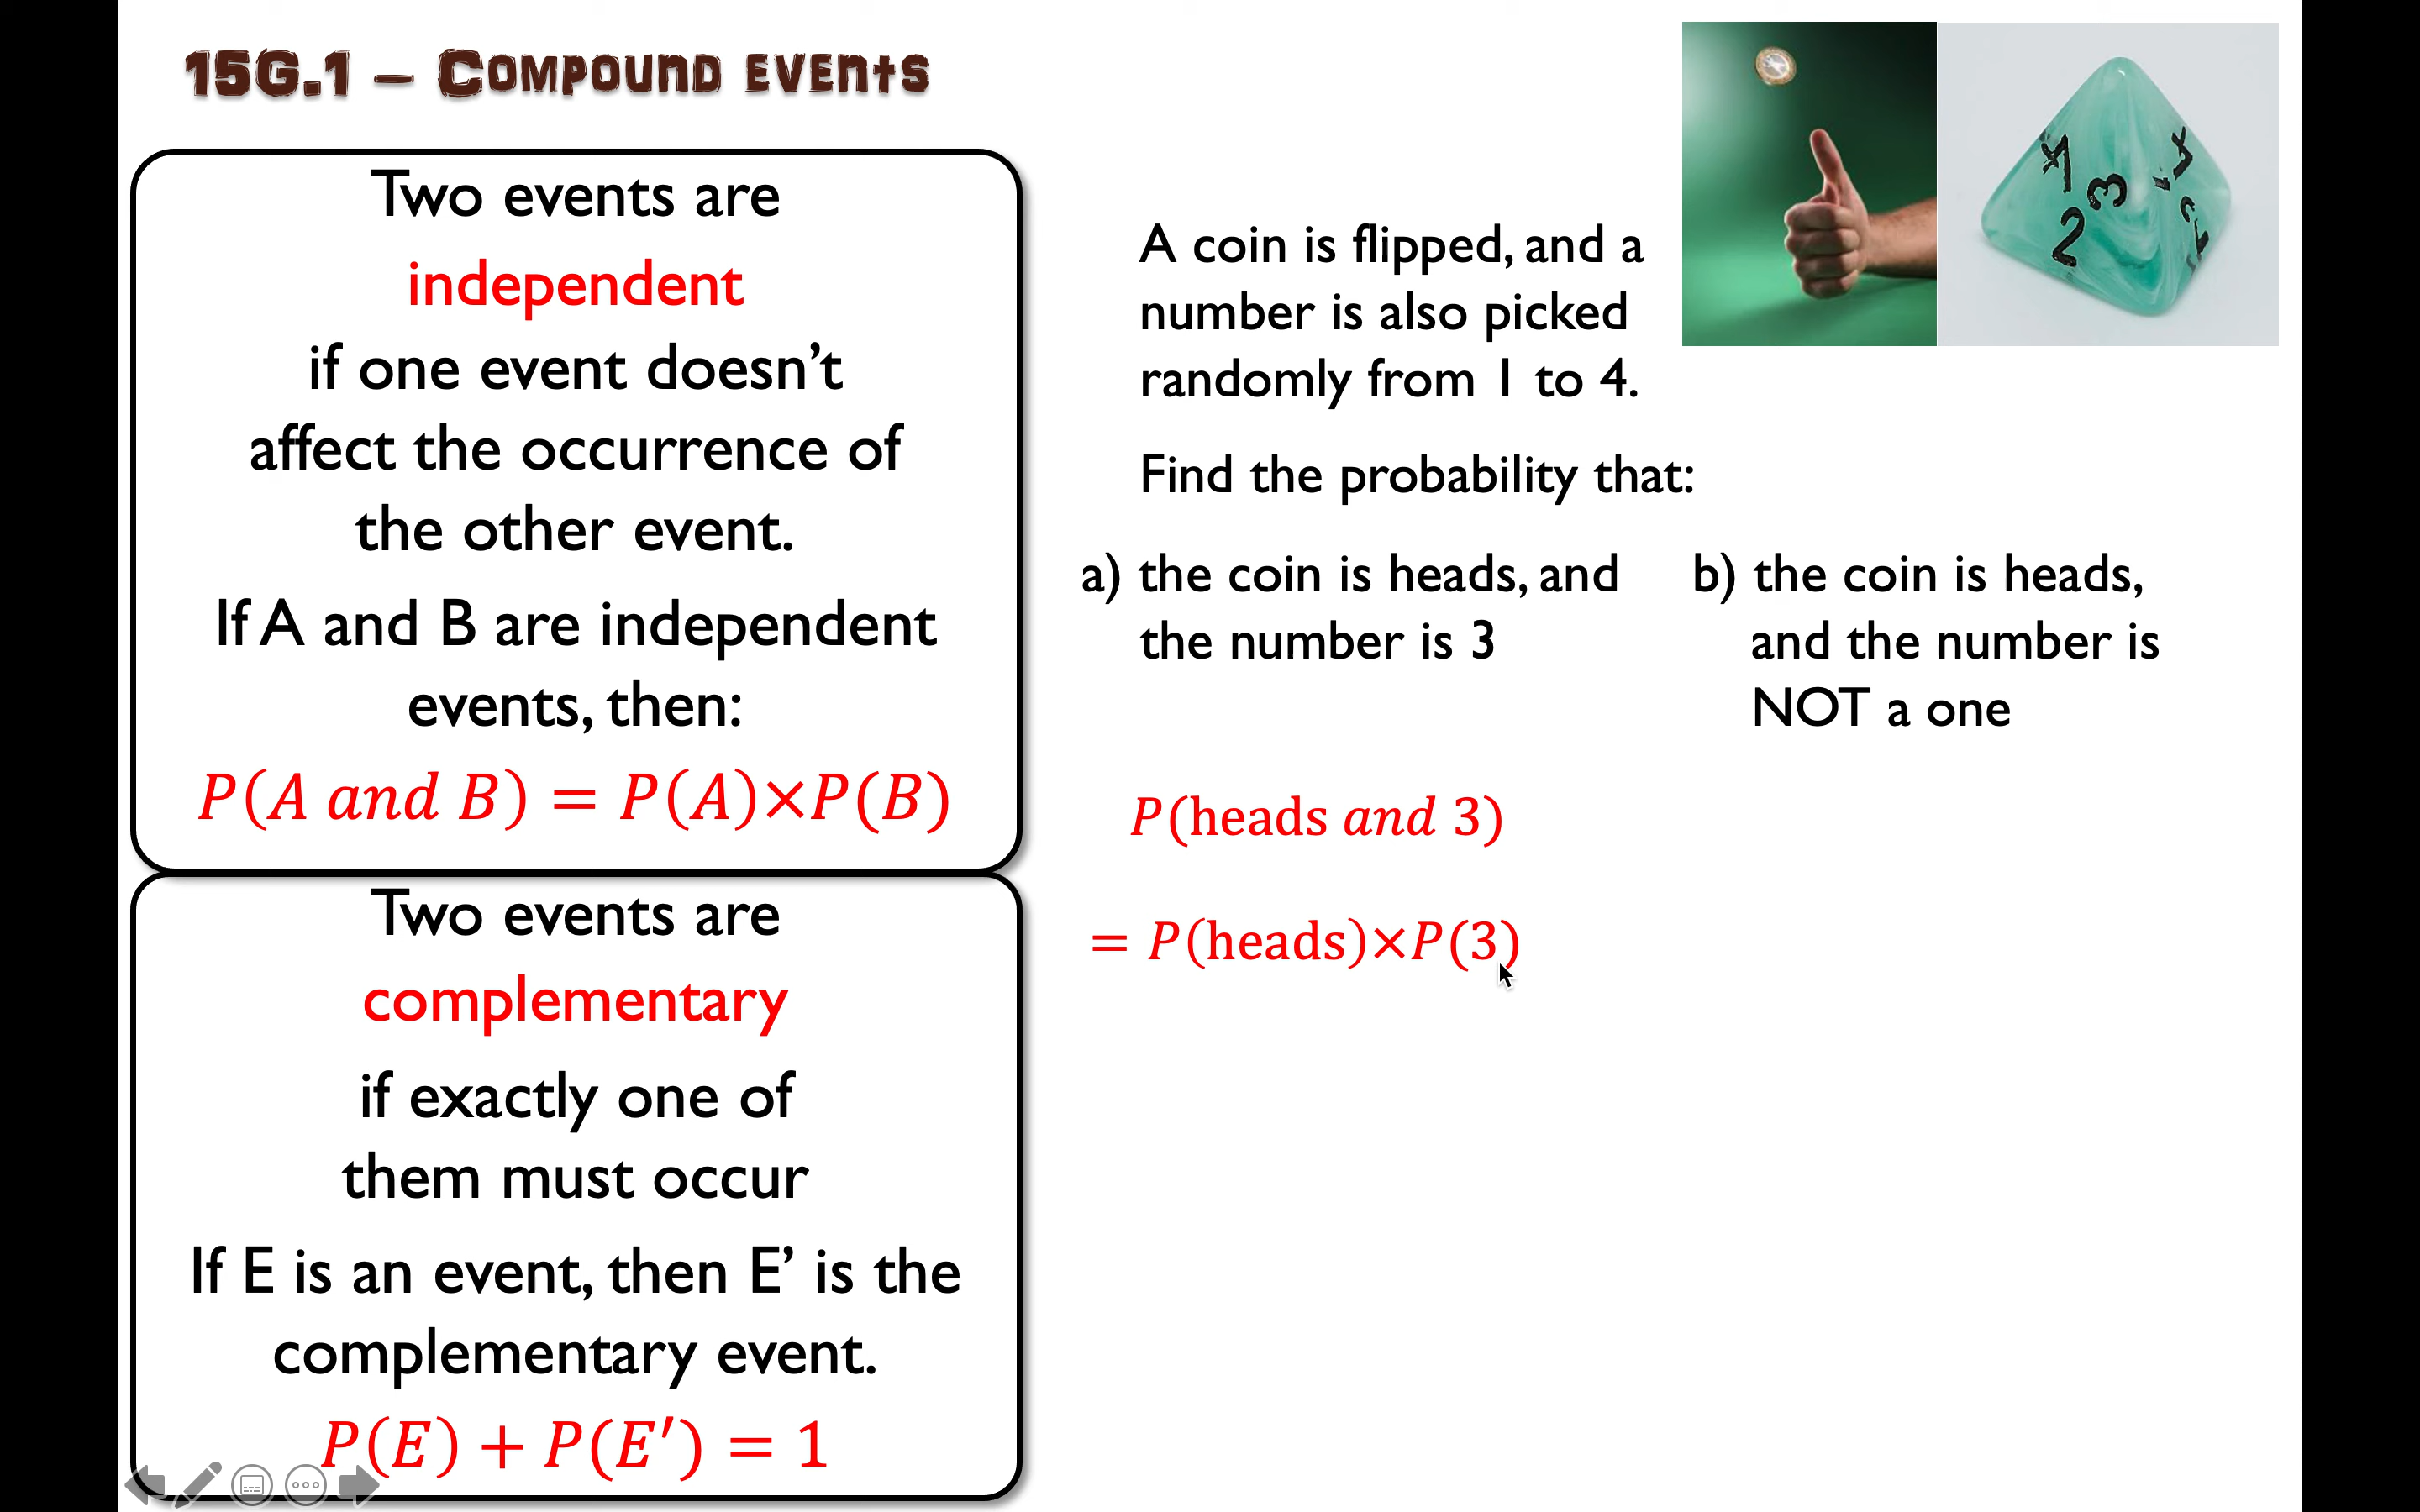 15G.1 – Compound events
Two events are
independent
if one event doesn’t
affect the occurrence of
the other event.
If A and B are independent
events, then:
P(A and B) = P(A)×P(B)
Two events are
complementary
if exactly one of
them must occur
If E is an event, then E’ is the
complementary event.
P(E) + P(E′) = 1
A coin is flipped, and a
number is also picked
randomly from 1 to 4.
Find the probability that:
a) the coin is heads, and
the number is 3
b) the coin is heads,
and the number is
NOT a one
P(heads and 3)
= P(heads)×P(3)
4
3
2